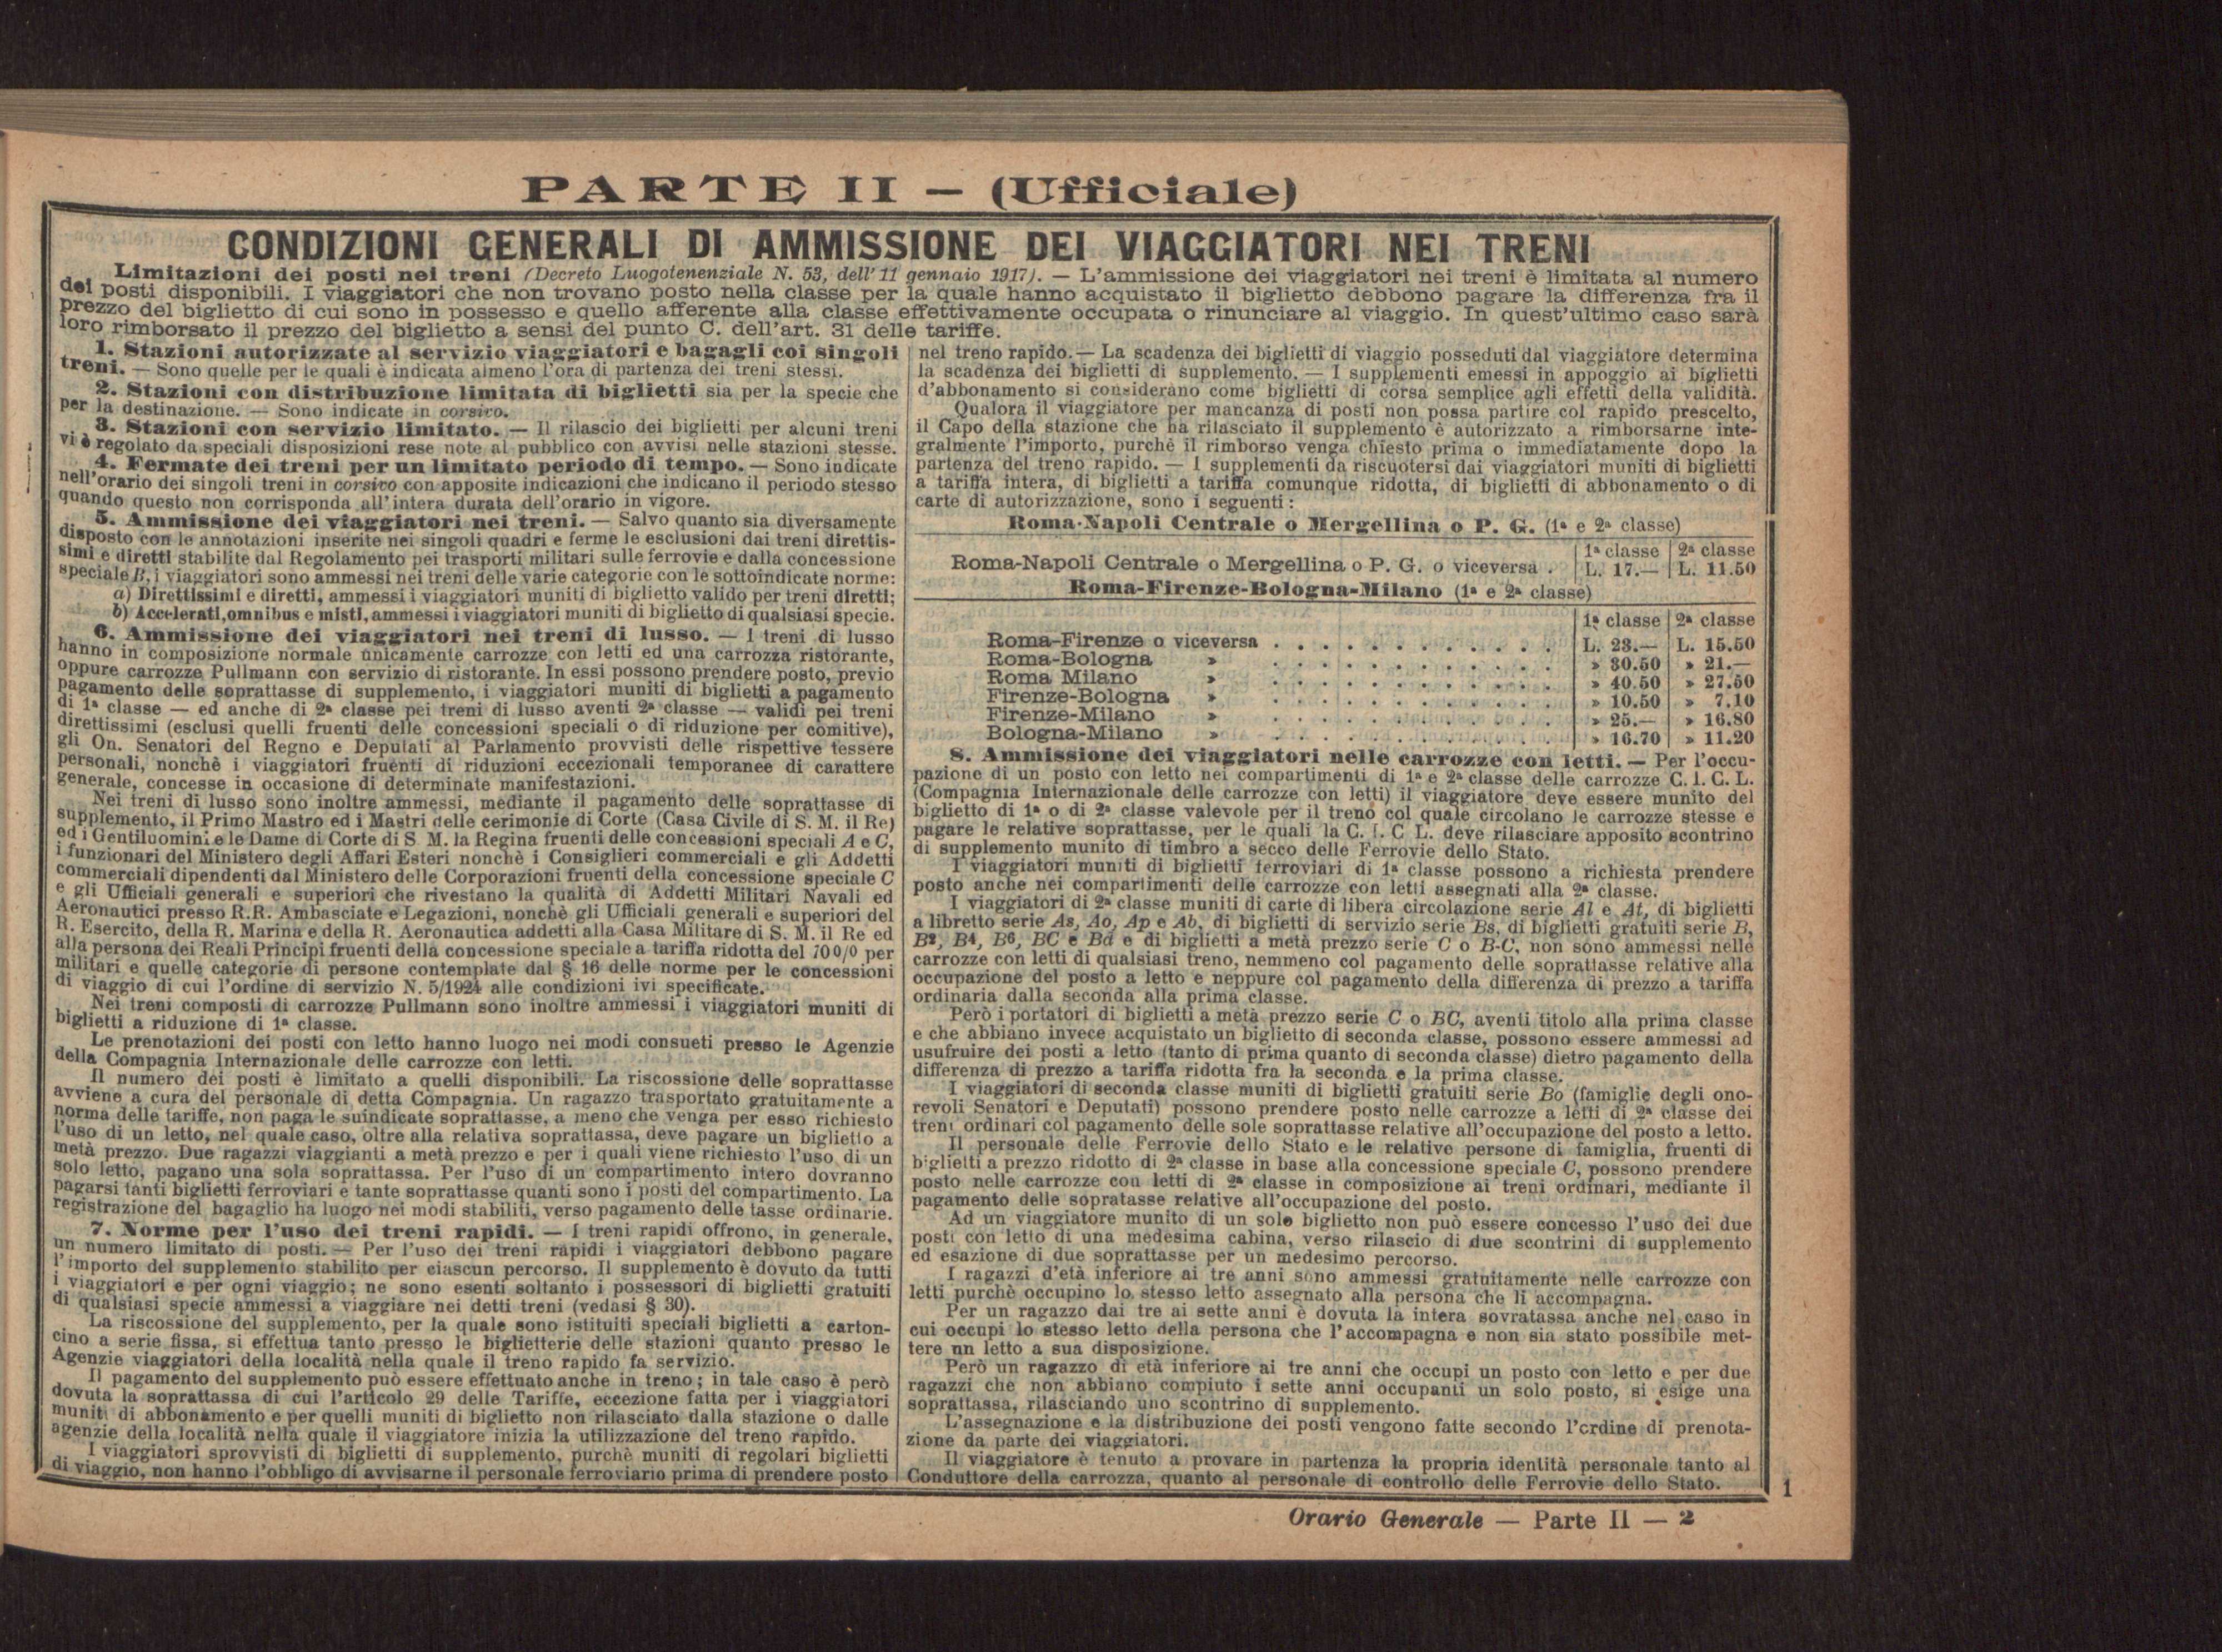 PARTE II — (Ufficiale)
CONDIZIONI GENERALI DI AMMISSIONE DEI VIAGGIATORI NEI TRENI
Limitazioni dei posti nei treni (Decreto Luogotenenziale N. 53, dell'11 gennaio 1917). — L'ammissione dei viaggiatori nei treni è limitata al numero
dei posti disponibili. I viaggiatori che non trovano posto nella classe per la quale hanno acquistato il biglietto debbono pagare la differenza fra il
prezzo del biglietto di cui sono in possesso e quello afferente alla classe effettivamente occupata o rinunciare al viaggio. In quest'ultimo caso sarà
loro rimborsato il prezzo del biglietto a sensi del punto C. dell'art. 31 delle tariffe.
1. Stazioni autorizzate al servizio viaggiatori e bagagli coi singoli
treni. — Sono quelle per le quali è indicata almeno l'ora di partenza dei treni stessi.
2. Stazioni con distribuzione limitata di biglietti sia per la specie che
per la destinazione. — Sono indicate in corsivo.
3. Stazioni con servizio limitato. — Il rilascio dei biglietti per alcuni treni
vi è regolato da speciali disposizioni rese note al pubblico con avvisi nelle stazioni stesse.
4. Fermate dei treni per un limitato periodo di tempo. — Sono indicate
nell'orario dei singoli treni in corsivo con apposite indicazioni che indicano il periodo stesso
quando questo non corrisponda all'intera durata dell'orario in vigore.
5. Ammissione dei viaggiatori nei treni. — Salvo quanto sia diversamente
disposto con le annotazioni inserite nei singoli quadri e ferme le esclusioni dai treni direttis-
simi e diretti stabilite dal Regolamento pei trasporti militari sulle ferrovie e dalla concessione
speciale B, i viaggiatori sono ammessi nei treni delle varie categorie con le sottoindicate norme:
a) Direttissimi e diretti, ammessi i viaggiatori muniti di biglietto valido per treni diretti;
b) Accelerati, omnibus e misti, ammessi i viaggiatori muniti di biglietto di qualsiasi specie.
6. Ammissione dei viaggiatori nei treni di lusso. — I treni di lusso
hanno in composizione normale unicamente carrozze con letti ed una carrozza ristorante,
oppure carrozze Pullmann con servizio di ristorante. In essi possono prendere posto, previo
pagamento delle soprattasse di supplemento, i viaggiatori muniti di biglietti a pagamento
di 1ª classe — ed anche di 2ª classe pei treni di lusso aventi 2ª classe — validi pei treni
direttissimi (esclusi quelli fruenti delle concessioni speciali o di riduzione per comitive),
gli On. Senatori del Regno e Deputati al Parlamento provvisti delle rispettive tessere
personali, nonchè i viaggiatori fruenti di riduzioni eccezionali temporanee di carattere
generale, concesse in occasione di determinate manifestazioni.
Nei treni di lusso sono inoltre ammessi, mediante il pagamento delle soprattasse di
supplemento, il Primo Mastro ed i Mastri delle cerimonie di Corte (Casa Civile di S. M. il Re)
ed i Gentiluomini e le Dame di Corte di S M. la Regina fruenti delle concessioni speciali A e C,
i funzionari del Ministero degli Affari Esteri nonchè i Consiglieri commerciali e gli Addetti
commerciali dipendenti dal Ministero delle Corporazioni fruenti della concessione speciale C
e gli Ufficiali generali e superiori che rivestano la qualità di Addetti Militari Navali ed
Aeronautici presso R.R. Ambasciate e Legazioni, nonchè gli Ufficiali generali e superiori del
R. Esercito, della R. Marina e della R. Aeronautica addetti alla Casa Militare di S. M. il Re ed
alla persona dei Reali Principi fruenti della concessione speciale a tariffa ridotta del 70 0/0 per
militari e quelle categorie di persone contemplate dal § 16 delle norme per le concessioni
di viaggio di cui l'ordine di servizio N. 5/1924 alle condizioni ivi specificate.
Nei treni composti di carrozze Pullmann sono inoltre ammessi i viaggiatori muniti di
biglietti a riduzione di 1ª classe.
Le prenotazioni dei posti con letto hanno luogo nei modi consueti presso le Agenzie
della Compagnia Internazionale delle carrozze con letti.
Il numero dei posti è limitato a quelli disponibili. La riscossione delle soprattasse
avviene a cura del personale di detta Compagnia. Un ragazzo trasportato gratuitamente a
norma delle tariffe, non paga le suindicate soprattasse, a meno che venga per esso richiesto
l'uso di un letto, nel quale caso, oltre alla relativa soprattassa, deve pagare un biglietto a
metà prezzo. Due ragazzi viaggianti a metà prezzo e per i quali viene richiesto l'uso di un
solo letto, pagano una sola soprattassa. Per l'uso di un compartimento intero dovranno
pagarsi tanti biglietti ferroviari e tante soprattasse quanti sono i posti del compartimento. La
registrazione del bagaglio ha luogo nei modi stabiliti, verso pagamento delle tasse ordinarie.
7. Norme per l'uso dei treni rapidi. — I treni rapidi offrono, in generale,
un numero limitato di posti. — Per l'uso dei treni rapidi i viaggiatori debbono pagare
l'importo del supplemento stabilito per ciascun percorso. Il supplemento è dovuto da tutti
i viaggiatori e per ogni viaggio; ne sono esenti soltanto i possessori di biglietti gratuiti
di qualsiasi specie ammessi a viaggiare nei detti treni (vedasi § 30).
La riscossione del supplemento, per la quale sono istituiti speciali biglietti a carton-
cino a serie fissa, si effettua tanto presso le biglietterie delle stazioni quanto presso le
Agenzie viaggiatori della località nella quale il treno rapido fa servizio.
Il pagamento del supplemento può essere effettuato anche in treno; in tale caso è però
dovuta la soprattassa di cui l'articolo 29 delle Tariffe, eccezione fatta per i viaggiatori
muniti di abbonamento e per quelli muniti di biglietto non rilasciato dalla stazione o dalle
agenzie della località nella quale il viaggiatore inizia la utilizzazione del treno rapido.
I viaggiatori sprovvisti di biglietti di supplemento, purchè muniti di regolari biglietti
di viaggio, non hanno l'obbligo di avvisarne il personale ferroviario prima di prendere posto
nel treno rapido. — La scadenza dei biglietti di viaggio posseduti dal viaggiatore determina
la scadenza dei biglietti di supplemento. — I supplementi emessi in appoggio ai biglietti
d'abbonamento si considerano come biglietti di corsa semplice agli effetti della validità.
Qualora il viaggiatore per mancanza di posti non possa partire col rapido prescelto,
il Capo della stazione che ha rilasciato il supplemento è autorizzato a rimborsarne inte-
gralmente l'importo, purchè il rimborso venga chiesto prima o immediatamente dopo la
partenza del treno rapido. — I supplementi da riscuotersi dai viaggiatori muniti di biglietti
a tariffa intera, di biglietti a tariffa comunque ridotta, di biglietti di abbonamento o di
carte di autorizzazione, sono i seguenti:
Roma-Napoli Centrale o Mergellina o P. G. (1ª e 2ª classe)
1ª classe 2ª classe
Roma-Napoli Centrale o Mergellina o P. G. o viceversa . L. 17.— L. 11.50
Roma-Firenze-Bologna-Milano (1ª e 2ª classe)
1ª classe 2ª classe
Roma-Firenze o viceversa . . . . . . . . . . . . L. 23.— L. 15.50
Roma-Bologna » . . . . . . . . . . . . » 30.50 » 21.—
Roma Milano » . . . . . . . . . . . . » 40.50 » 27.50
Firenze-Bologna » . . . . . . . . . . . . » 10.50 » 7.10
Firenze-Milano » . . . . . . . . . . . . » 25.— » 16.80
Bologna-Milano » . . . . . . . . . . . . » 16.70 » 11.20
8. Ammissione dei viaggiatori nelle carrozze con letti. — Per l'occu-
pazione di un posto con letto nei compartimenti di 1ª e 2ª classe delle carrozze C. I. C. L.
(Compagnia Internazionale delle carrozze con letti) il viaggiatore deve essere munito del
biglietto di 1ª o di 2ª classe valevole per il treno col quale circolano le carrozze stesse e
pagare le relative soprattasse, per le quali la C. I. C L. deve rilasciare apposito scontrino
di supplemento munito di timbro a secco delle Ferrovie dello Stato.
I viaggiatori muniti di biglietti ferroviari di 1ª classe possono a richiesta prendere
posto anche nei compartimenti delle carrozze con letti assegnati alla 2ª classe.
I viaggiatori di 2ª classe muniti di carte di libera circolazione serie Al e At, di biglietti
a libretto serie As, Ao, Ap e Ab, di biglietti di servizio serie Bs, di biglietti gratuiti serie B,
B², B⁴, B⁶, BC e Bd e di biglietti a metà prezzo serie C o B-C, non sono ammessi nelle
carrozze con letti di qualsiasi treno, nemmeno col pagamento delle soprattasse relative alla
occupazione del posto a letto e neppure col pagamento della differenza di prezzo a tariffa
ordinaria dalla seconda alla prima classe.
Però i portatori di biglietti a metà prezzo serie C o BC, aventi titolo alla prima classe
e che abbiano invece acquistato un biglietto di seconda classe, possono essere ammessi ad
usufruire dei posti a letto (tanto di prima quanto di seconda classe) dietro pagamento della
differenza di prezzo a tariffa ridotta fra la seconda e la prima classe.
I viaggiatori di seconda classe muniti di biglietti gratuiti serie Bo (famiglie degli ono-
revoli Senatori e Deputati) possono prendere posto nelle carrozze a letti di 2ª classe dei
treni ordinari col pagamento delle sole soprattasse relative all'occupazione del posto a letto.
Il personale delle Ferrovie dello Stato e le relative persone di famiglia, fruenti di
biglietti a prezzo ridotto di 2ª classe in base alla concessione speciale C, possono prendere
posto nelle carrozze con letti di 2ª classe in composizione ai treni ordinari, mediante il
pagamento delle sopratasse relative all'occupazione del posto.
Ad un viaggiatore munito di un solo biglietto non può essere concesso l'uso dei due
posti con letto di una medesima cabina, verso rilascio di due scontrini di supplemento
ed esazione di due soprattasse per un medesimo percorso.
I ragazzi d'età inferiore ai tre anni sono ammessi gratuitamente nelle carrozze con
letti purchè occupino lo stesso letto assegnato alla persona che li accompagna.
Per un ragazzo dai tre ai sette anni è dovuta la intera sovratassa anche nel caso in
cui occupi lo stesso letto della persona che l'accompagna e non sia stato possibile met-
tere un letto a sua disposizione.
Però un ragazzo di età inferiore ai tre anni che occupi un posto con letto e per due
ragazzi che non abbiano compiuto i sette anni occupanti un solo posto, si esige una
soprattassa, rilasciando uno scontrino di supplemento.
L'assegnazione e la distribuzione dei posti vengono fatte secondo l'ordine di prenota-
zione da parte dei viaggiatori.
Il viaggiatore è tenuto a provare in partenza la propria identità personale tanto al
Conduttore della carrozza, quanto al personale di controllo delle Ferrovie dello Stato.
1
Orario Generale — Parte II — 2